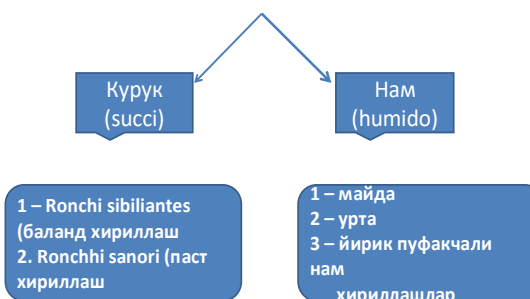 Курук
(succi)
Нам
(humido)
1 – Ronchi sibiliantes
(баланд хириллаш
2. Ronchhi sanori (паст
хириллаш
1 – майда
2 – урта
3 – йирик пуфакчали
нам
хириллашлар